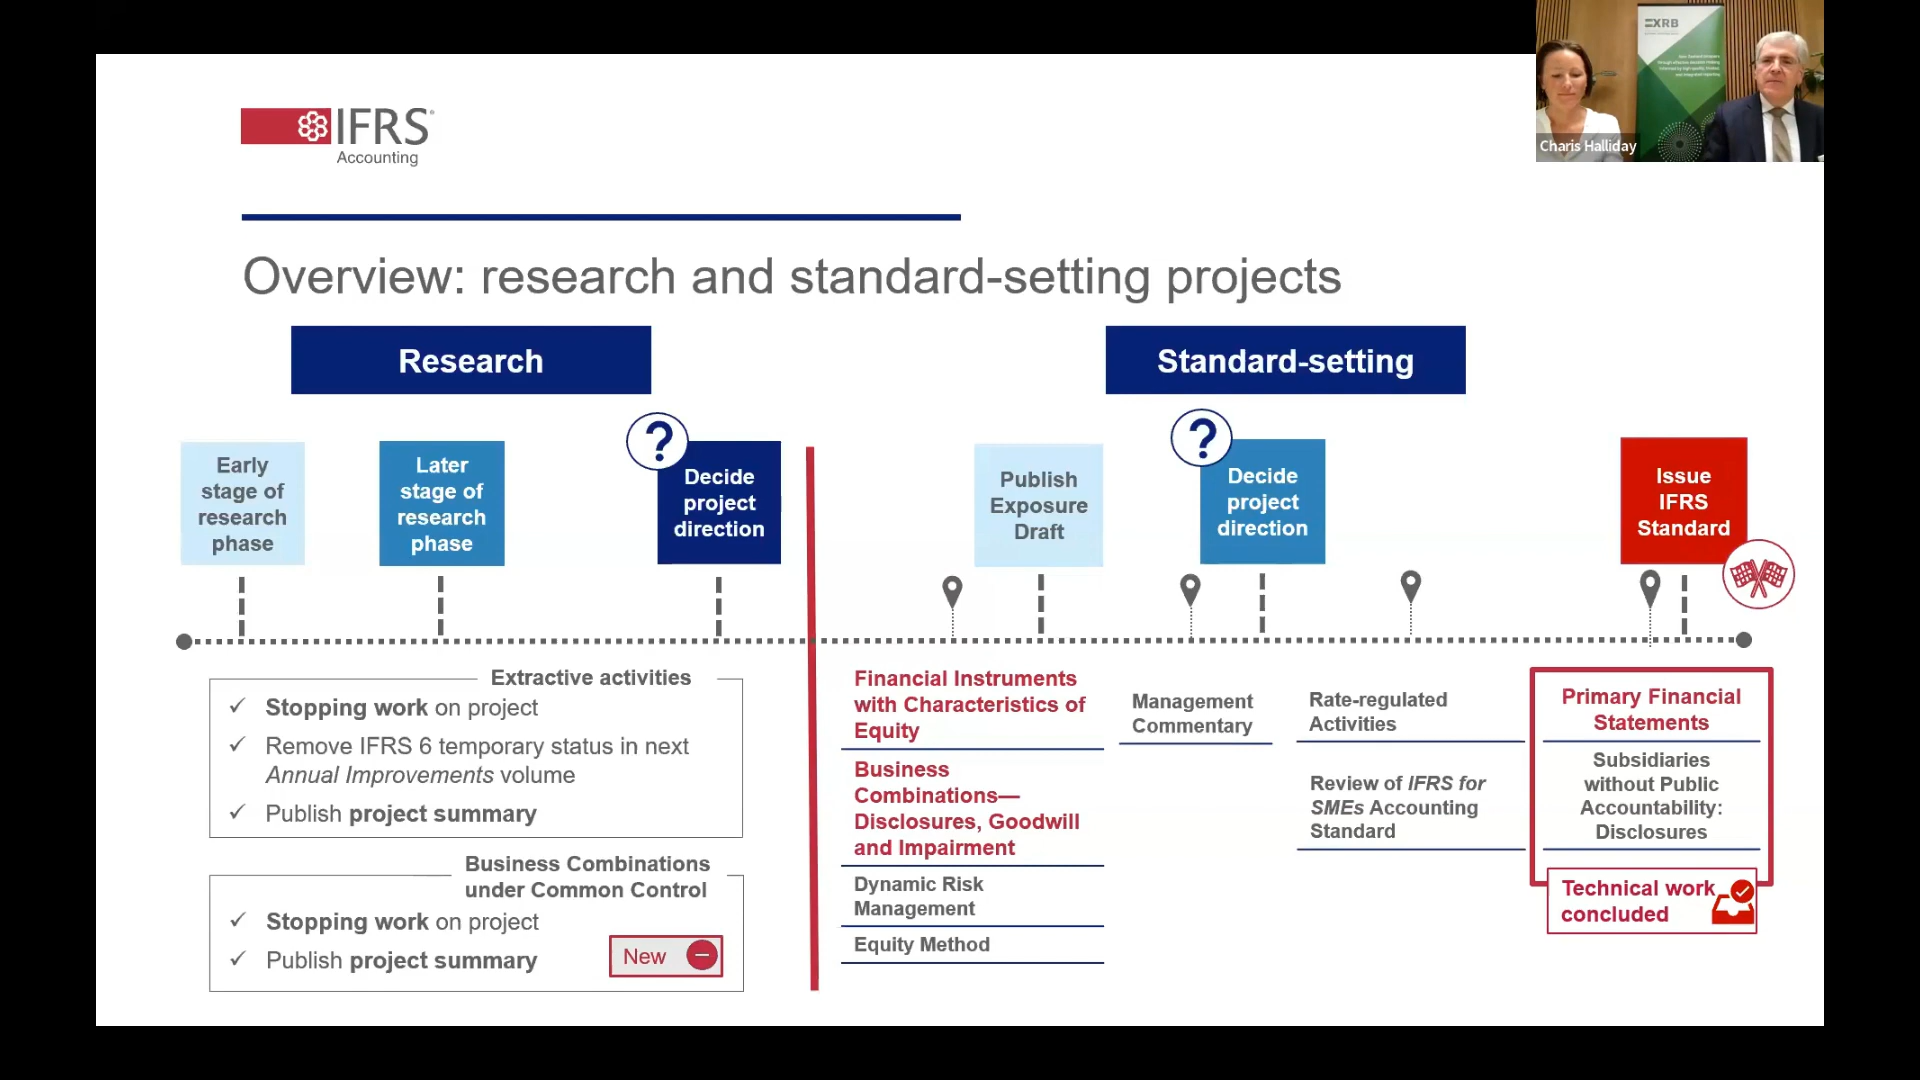 XRB
Charis Halliday
IFRS®
Accounting
Overview: research and standard-setting projects
Research
Standard-setting
Early
stage of
research
phase
Later
stage of
research
phase
?
Decide
project
direction
Publish
Exposure
Draft
?
Decide
project
direction
Issue
IFRS
Standard
Extractive activities
✓ Stopping work on project
✓ Remove IFRS 6 temporary status in next
Annual Improvements volume
✓ Publish project summary
Business Combinations
under Common Control
✓ Stopping work on project
✓ Publish project summary
New
Financial Instruments
with Characteristics of
Equity
Business
Combinations—
Disclosures, Goodwill
and Impairment
Dynamic Risk
Management
Equity Method
Management
Commentary
Rate-regulated
Activities
Review of IFRS for
SMEs Accounting
Standard
Primary Financial
Statements
Subsidiaries
without Public
Accountability:
Disclosures
Technical work
concluded